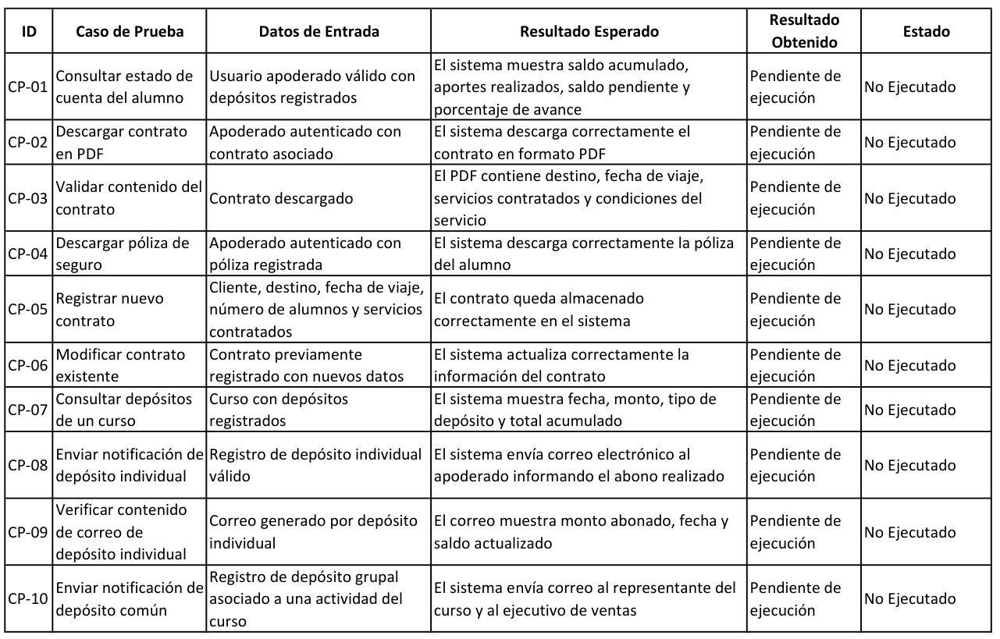 ID
Caso de Prueba
Datos de Entrada
Resultado Esperado
Resultado
Obtenido
Estado
CP-01
Consultar estado de
cuenta del alumno
Usuario apoderado válido con
depósitos registrados
El sistema muestra saldo acumulado,
aportes realizados, saldo pendiente y
porcentaje de avance
Pendiente de
ejecución
No Ejecutado
CP-02
Descargar contrato
en PDF
Apoderado autenticado con
contrato asociado
El sistema descarga correctamente el
contrato en formato PDF
Pendiente de
ejecución
No Ejecutado
CP-03
Validar contenido del
contrato
Contrato descargado
El PDF contiene destino, fecha de viaje,
servicios contratados y condiciones del
servicio
Pendiente de
ejecución
No Ejecutado
CP-04
Descargar póliza de
seguro
Apoderado autenticado con
póliza registrada
El sistema descarga correctamente la póliza
del alumno
Pendiente de
ejecución
No Ejecutado
CP-05
Registrar nuevo
contrato
Cliente, destino, fecha de viaje,
número de alumnos y servicios
contratados
El contrato queda almacenado
correctamente en el sistema
Pendiente de
ejecución
No Ejecutado
CP-06
Modificar contrato
existente
Contrato previamente
registrado con nuevos datos
El sistema actualiza correctamente la
información del contrato
Pendiente de
ejecución
No Ejecutado
CP-07
Consultar depósitos
de un curso
Curso con depósitos
registrados
El sistema muestra fecha, monto, tipo de
depósito y total acumulado
Pendiente de
ejecución
No Ejecutado
CP-08
Enviar notificación de
depósito individual
Registro de depósito individual
válido
El sistema envía correo electrónico al
apoderado informando el abono realizado
Pendiente de
ejecución
No Ejecutado
CP-09
Verificar contenido
de correo de
depósito individual
Correo generado por depósito
individual
El correo muestra monto abonado, fecha y
saldo actualizado
Pendiente de
ejecución
No Ejecutado
CP-10
Enviar notificación de
depósito común
Registro de depósito grupal
asociado a una actividad del
curso
El sistema envía correo al representante del
curso y al ejecutivo de ventas
Pendiente de
ejecución
No Ejecutado